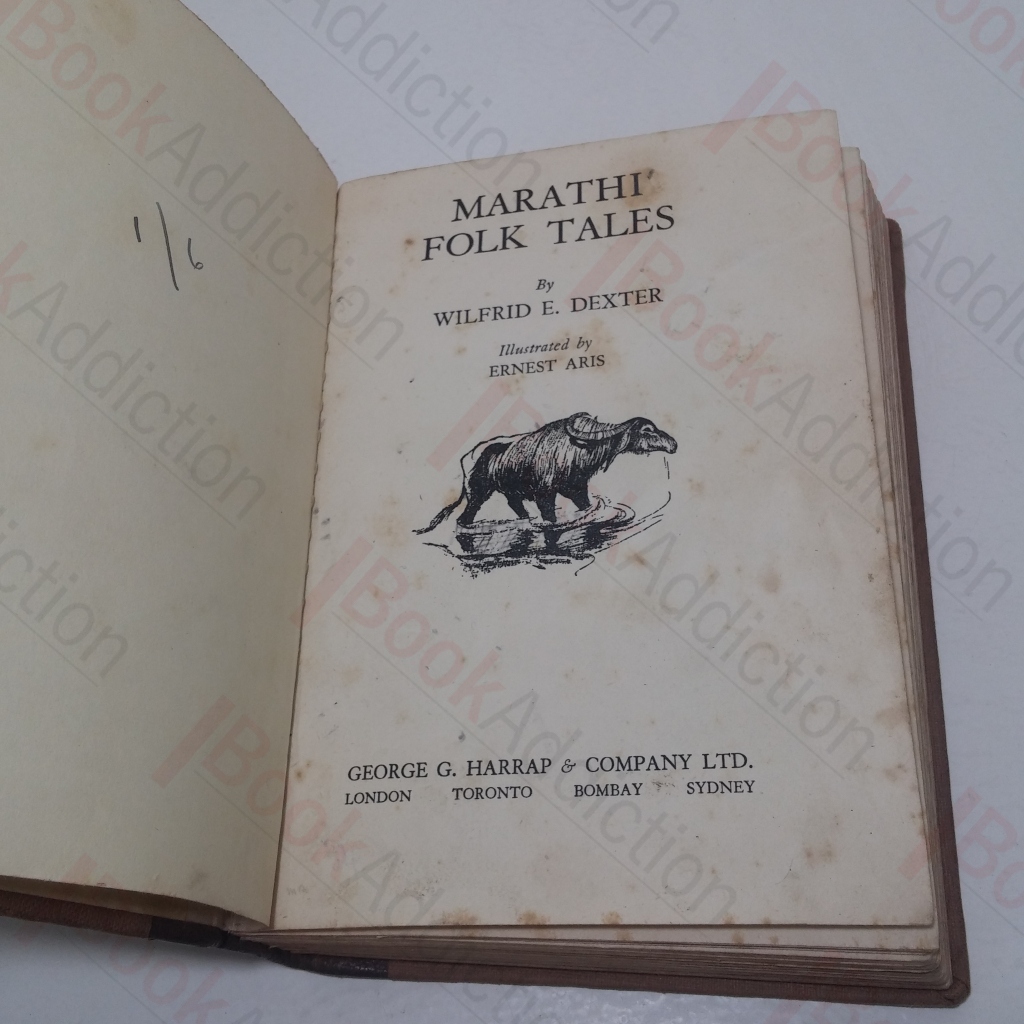 1/6
MARATHI
FOLK TALES
By
WILFRID E. DEXTER
Illustrated by
ERNEST ARIS
GEORGE G. HARRAP & COMPANY LTD.
LONDON TORONTO BOMBAY SYDNEY
BookAddiction